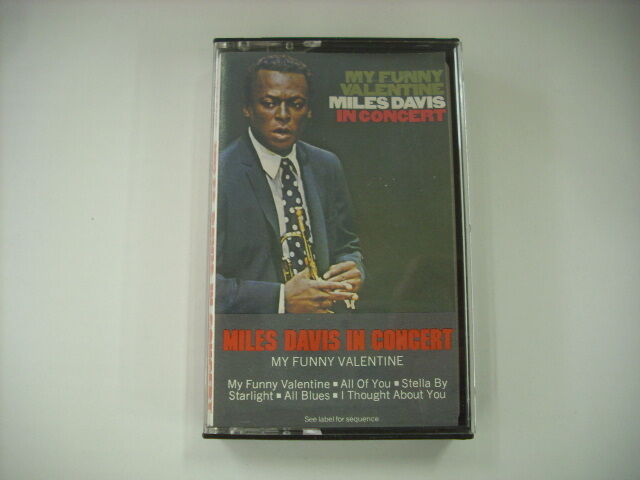 MY FUNNY
VALENTINE
MILES DAVIS
IN CONCERT
MILES DAVIS IN CONCERT
MY FUNNY VALENTINE
My Funny Valentine ■ All Of You ■ Stella By
Starlight ■ All Blues ■ I Thought About You
See label for sequence